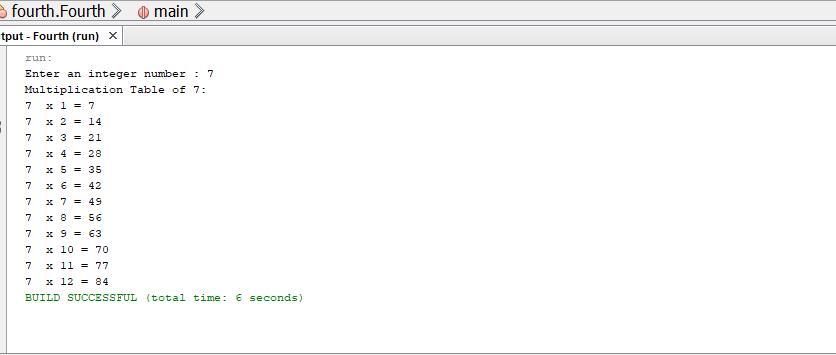 fourth.Fourth main
tput - Fourth (run) ×
run:
Enter an integer number : 7
Multiplication Table of 7:
7  x 1 = 7
7  x 2 = 14
7  x 3 = 21
7  x 4 = 28
7  x 5 = 35
7  x 6 = 42
7  x 7 = 49
7  x 8 = 56
7  x 9 = 63
7  x 10 = 70
7  x 11 = 77
7  x 12 = 84
BUILD SUCCESSFUL (total time: 6 seconds)